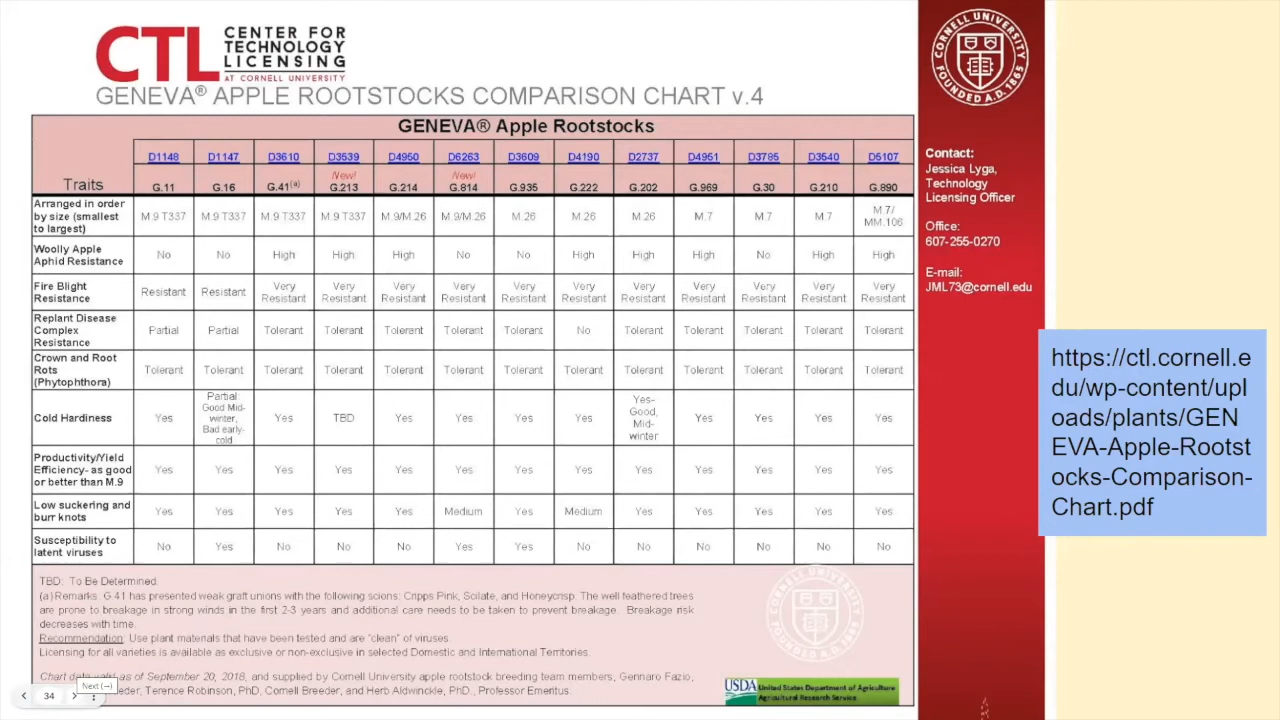 CTL CENTER FOR
TECHNOLOGY
LICENSING
AT CORNELL UNIVERSITY
GENEVA® APPLE ROOTSTOCKS COMPARISON CHART v.4
GENEVA® Apple Rootstocks
D1148 D1147 D3610 D3539 D4950 D6263 D3609 D4190 D2737 D4951 D3785 D3540 D5107
New! New!
Traits G.11 G.16 G.41(a) G.213 G.214 G.814 G.935 G.222 G.202 G.969 G.30 G.210 G.890
Arranged in order
by size (smallest
to largest)
M.9 T337 M.9 T337 M.9 T337 M.9 T337 M.9/M.26 M.9/M.26 M.26 M.26 M.26 M.7 M.7 M.7 M.7/
MM.106
Woolly Apple
Aphid Resistance
No No High High High No No High High High No High High
Fire Blight
Resistance
Resistant Resistant Very Very Very Very Very Very Very Very Very Very Very
Resistant Resistant Resistant Resistant Resistant Resistant Resistant Resistant Resistant Resistant Resistant
Replant Disease
Complex
Resistance
Partial Partial Tolerant Tolerant Tolerant Tolerant Tolerant No Tolerant Tolerant Tolerant Tolerant Tolerant
Crown and Root
Rots
(Phytophthora)
Tolerant Tolerant Tolerant Tolerant Tolerant Tolerant Tolerant Tolerant Tolerant Tolerant Tolerant Tolerant Tolerant
Cold Hardiness
Yes
Partial:
Good Mid-
winter,
Bad early-
cold
Yes TBD Yes Yes Yes Yes
Yes-
Good,
Mid-
winter
Yes Yes Yes Yes
Productivity/Yield
Efficiency- as good
or better than M.9
Yes Yes Yes Yes Yes Yes Yes Yes Yes Yes Yes Yes Yes
Low suckering and
burr knots
Yes Yes Yes Yes Yes Medium Yes Medium Yes Yes Yes Yes Yes
Susceptibility to
latent viruses
No Yes No No No Yes Yes No No No No No No
TBD: To Be Determined.
(a) Remarks: G.41 has presented weak graft unions with the following scions: Cripps Pink, Scilate, and Honeycrisp. The well feathered trees
are prone to breakage in strong winds in the first 2-3 years and additional care needs to be taken to prevent breakage. Breakage risk
decreases with time.
Recommendation: Use plant materials that have been tested and are "clean" of viruses.
Licensing for all varieties is available as exclusive or non-exclusive in selected Domestic and International Territories.
Chart data valid as of September 20, 2018, and supplied by Cornell University apple rootstock breeding team members, Gennaro Fazio,
Terence Robinson, PhD, Cornell Breeder, and Herb Aldwinckle, PhD., Professor Emeritus.
USDA United States Department of Agriculture
Agricultural Research Service
CORNELL UNIVERSITY
FOUNDED A.D. 1865
CORNELL UNIVERSITY
FOUNDED A.D. 1865
Contact:
Jessica Lyga,
Technology
Licensing Officer
Office:
607-255-0270
E-mail:
JML73@cornell.edu
https://ctl.cornell.e
du/wp-content/upl
oads/plants/GEN
EVA-Apple-Rootst
ocks-Comparison-
Chart.pdf
34
Next (→)